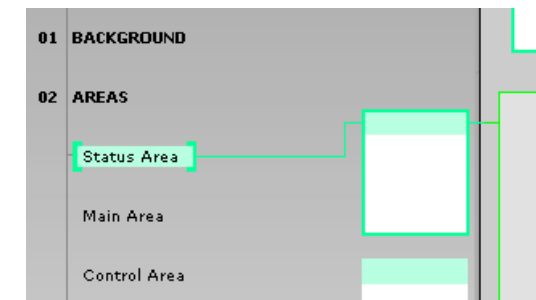 01 BACKGROUND
02 AREAS
Status Area
Main Area
Control Area